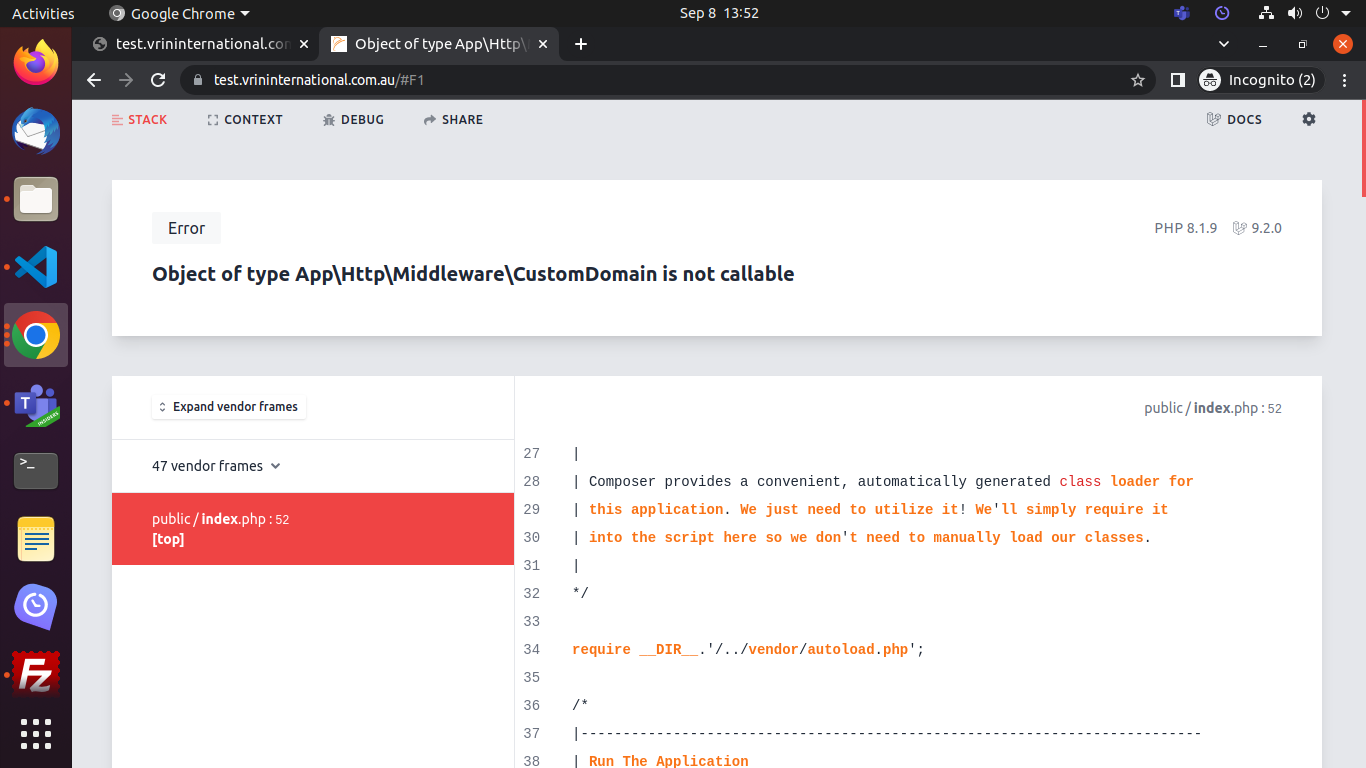 Activities
Google Chrome
Sep 8 13:52
test.vrininternational.con
Object of type App\Http\
test.vrininternational.com.au/#F1
Incognito (2)
STACK
CONTEXT
DEBUG
SHARE
DOCS
Error
PHP 8.1.9
9.2.0
Object of type App\Http\Middleware\CustomDomain is not callable
Expand vendor frames
47 vendor frames
public / index.php : 52
[top]
public / index.php : 52
27 |
28 | Composer provides a convenient, automatically generated class loader for
29 | this application. We just need to utilize it! We'll simply require it
30 | into the script here so we don't need to manually load our classes.
31 |
32 */
33
34 require __DIR__.'/../vendor/autoload.php';
35
36 /*
37 |--------------------------------------------------------------------------
38 | Run The Application
T
INSIDERS
>_
Fz